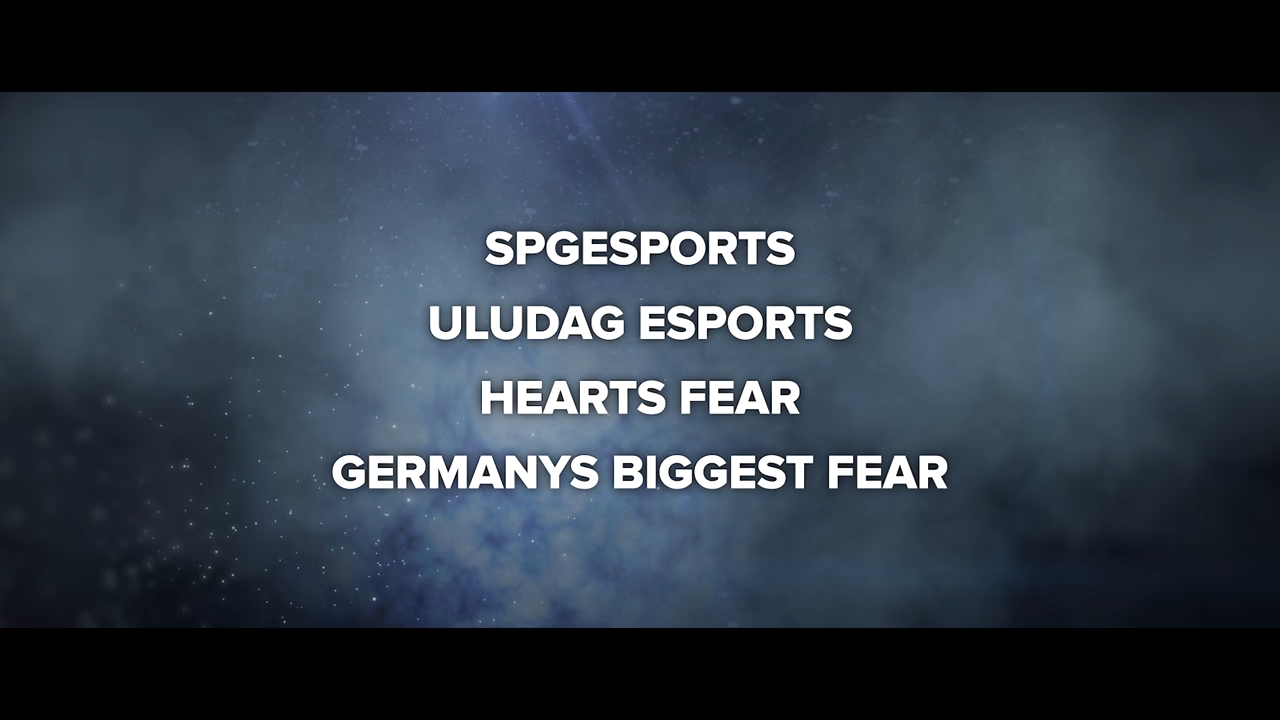 SPGESPORTS
ULUDAG ESPORTS
HEARTS FEAR
GERMANYS BIGGEST FEAR